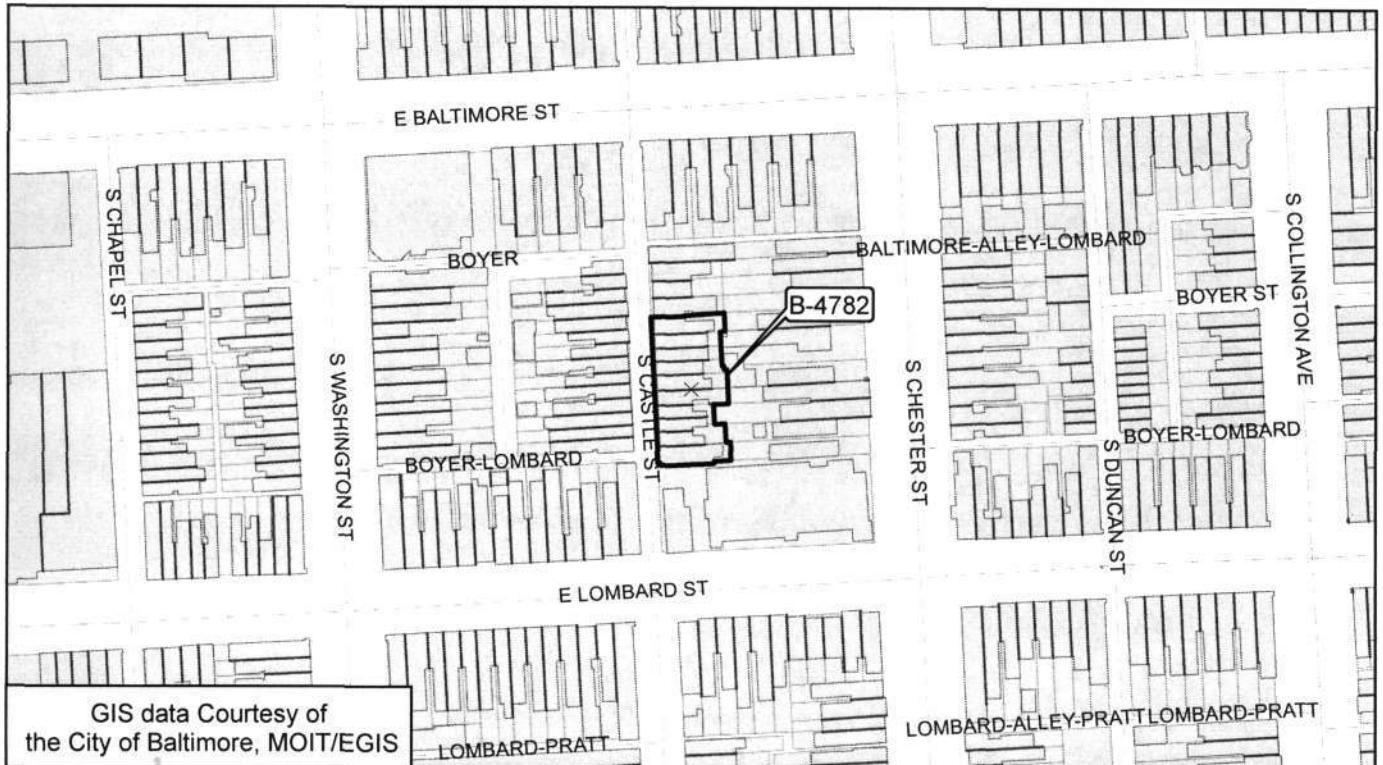 E BALTIMORE ST
S CHAPEL ST
S COLLINGTON AVE
BALTIMORE-ALLEY-LOMBARD
BOYER
BOYER ST
B-4782
S WASHINGTON ST
S CASTLE ST
S CHESTER ST
BOYER-LOMBARD
BOYER-LOMBARD
S DUNCAN ST
E LOMBARD ST
GIS data Courtesy of
the City of Baltimore, MOIT/EGIS
LOMBARD-PRATT
LOMBARD-ALLEY-PRATT
LOMBARD-PRATT